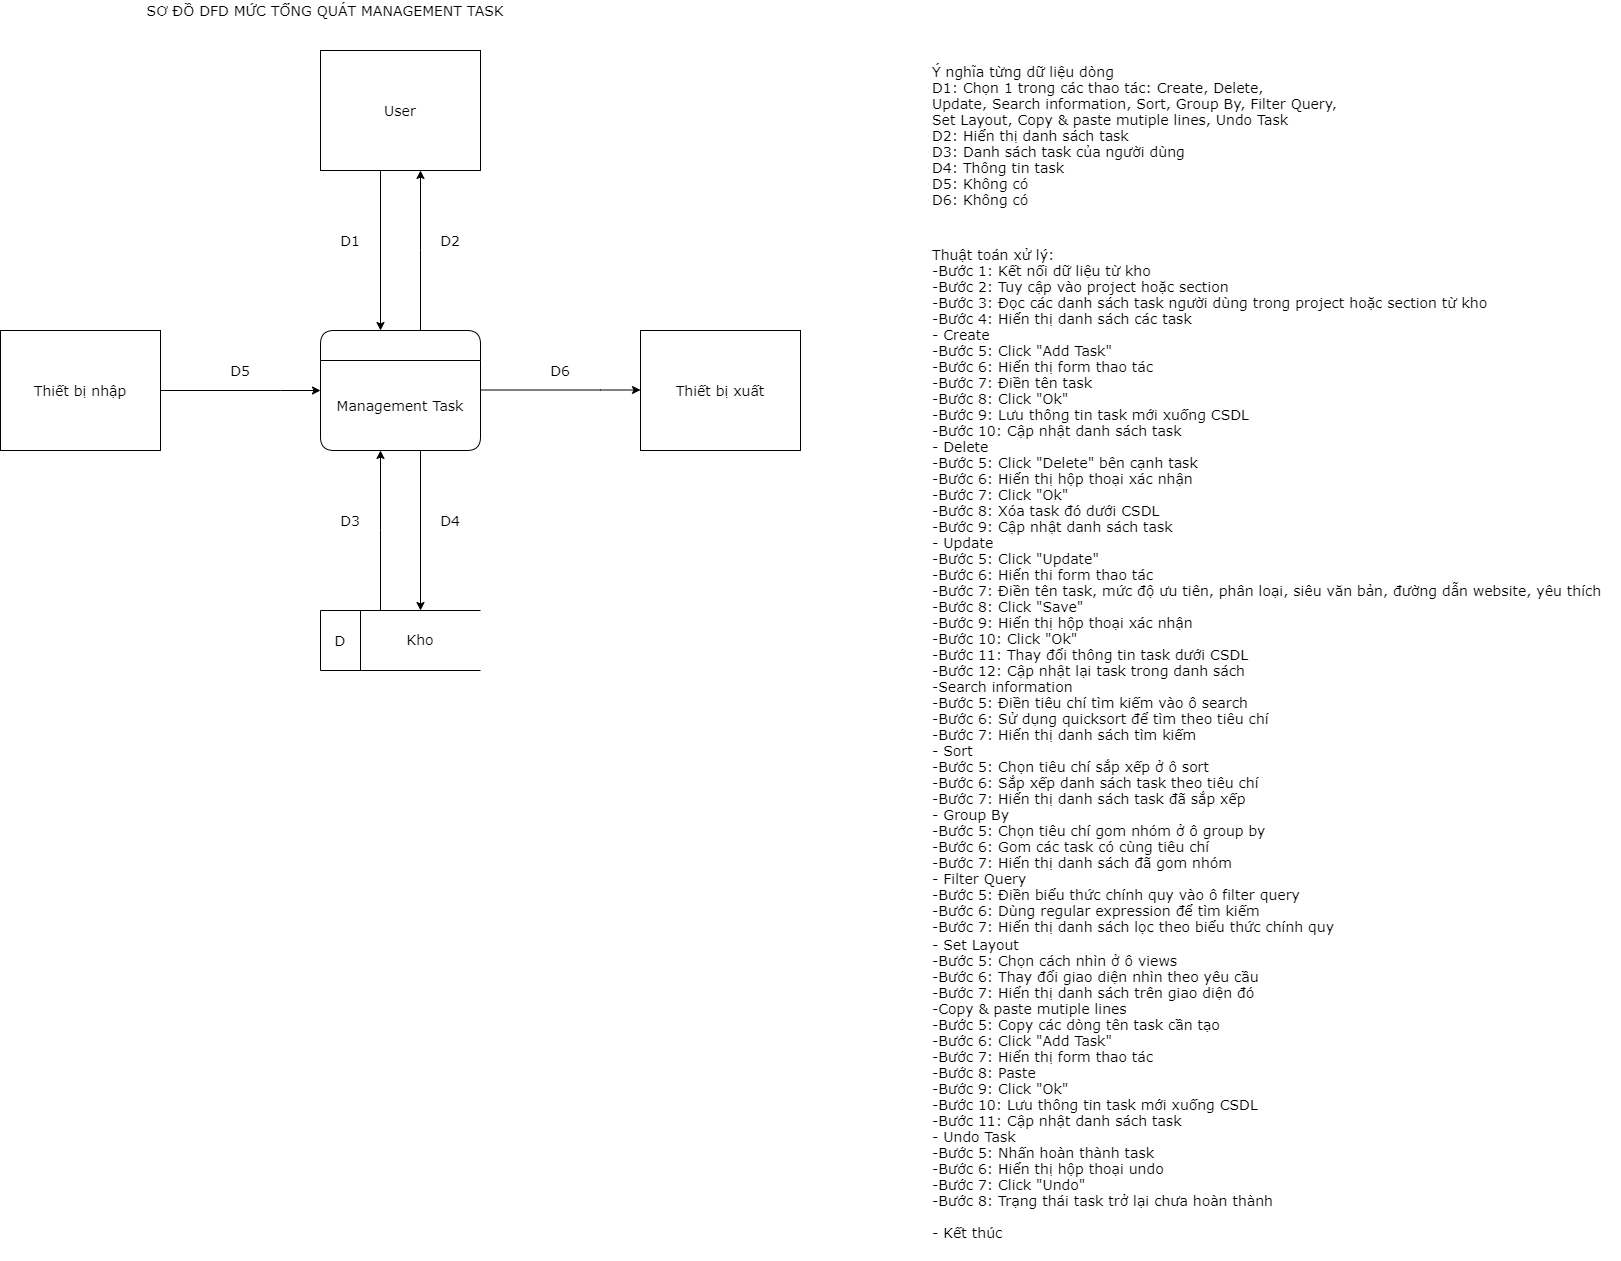 SƠ ĐỒ DFD MỨC TỔNG QUÁT MANAGEMENT TASK
User
D1
D2
Thiết bị nhập
D5
Management Task
D6
Thiết bị xuất
D3
D4
D
Kho
Ý nghĩa từng dữ liệu dòng
D1: Chọn 1 trong các thao tác: Create, Delete,
Update, Search information, Sort, Group By, Filter Query,
Set Layout, Copy & paste mutiple lines, Undo Task
D2: Hiển thị danh sách task
D3: Danh sách task của người dùng
D4: Thông tin task
D5: Không có
D6: Không có
Thuật toán xử lý:
-Bước 1: Kết nối dữ liệu từ kho
-Bước 2: Tuy cập vào project hoặc section
-Bước 3: Đọc các danh sách task người dùng trong project hoặc section từ kho
-Bước 4: Hiển thị danh sách các task
- Create
-Bước 5: Click "Add Task"
-Bước 6: Hiển thị form thao tác
-Bước 7: Điền tên task
-Bước 8: Click "Ok"
-Bước 9: Lưu thông tin task mới xuống CSDL
-Bước 10: Cập nhật danh sách task
- Delete
-Bước 5: Click "Delete" bên cạnh task
-Bước 6: Hiển thị hộp thoại xác nhận
-Bước 7: Click "Ok"
-Bước 8: Xóa task đó dưới CSDL
-Bước 9: Cập nhật danh sách task
- Update
-Bước 5: Click "Update"
-Bước 6: Hiển thi form thao tác
-Bước 7: Điền tên task, mức độ ưu tiên, phân loại, siêu văn bản, đường dẫn website, yêu thích
-Bước 8: Click "Save"
-Bước 9: Hiển thị hộp thoại xác nhận
-Bước 10: Click "Ok"
-Bước 11: Thay đổi thông tin task dưới CSDL
-Bước 12: Cập nhật lại task trong danh sách
-Search information
-Bước 5: Điền tiêu chí tìm kiếm vào ô search
-Bước 6: Sử dụng quicksort để tìm theo tiêu chí
-Bước 7: Hiển thị danh sách tìm kiếm
- Sort
-Bước 5: Chọn tiêu chí sắp xếp ở ô sort
-Bước 6: Sắp xếp danh sách task theo tiêu chí
-Bước 7: Hiển thị danh sách task đã sắp xếp
- Group By
-Bước 5: Chọn tiêu chí gom nhóm ở ô group by
-Bước 6: Gom các task có cùng tiêu chí
-Bước 7: Hiển thị danh sách đã gom nhóm
- Filter Query
-Bước 5: Điền biểu thức chính quy vào ô filter query
-Bước 6: Dùng regular expression để tìm kiếm
-Bước 7: Hiển thị danh sách lọc theo biểu thức chính quy
- Set Layout
-Bước 5: Chọn cách nhìn ở ô views
-Bước 6: Thay đổi giao diện nhìn theo yêu cầu
-Bước 7: Hiển thị danh sách trên giao diện đó
-Copy & paste mutiple lines
-Bước 5: Copy các dòng tên task cần tạo
-Bước 6: Click "Add Task"
-Bước 7: Hiển thị form thao tác
-Bước 8: Paste
-Bước 9: Click "Ok"
-Bước 10: Lưu thông tin task mới xuống CSDL
-Bước 11: Cập nhật danh sách task
- Undo Task
-Bước 5: Nhấn hoàn thành task
-Bước 6: Hiển thị hộp thoại undo
-Bước 7: Click "Undo"
-Bước 8: Trạng thái task trở lại chưa hoàn thành
- Kết thúc